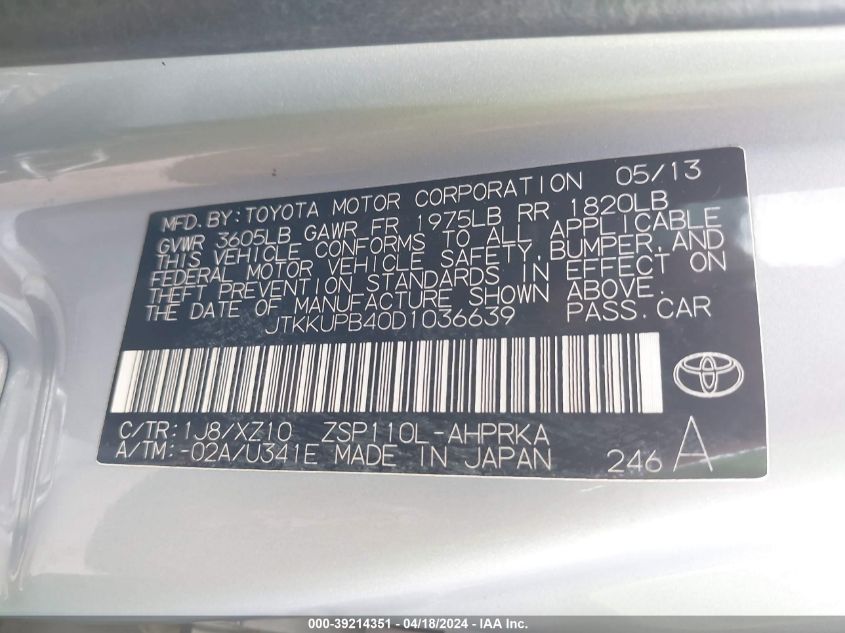 MFD. BY: TOYOTA MOTOR CORPORATION 05/13
GVWR 3605LB GAWR FR 1975LB RR 1820LB
THIS VEHICLE CONFORMS TO ALL APPLICABLE
FEDERAL MOTOR VEHICLE SAFETY, BUMPER, AND
THEFT PREVENTION STANDARDS IN EFFECT ON
THE DATE OF MANUFACTURE SHOWN ABOVE.
JTKKUPB40D1036639 PASS. CAR
C/TR: 1J8/XZ10 ZSP110L-AHPRKA
A/TM: -02A/U341E MADE IN JAPAN 246 A
000-39214351 | 04/18/2024 - IAA Inc.